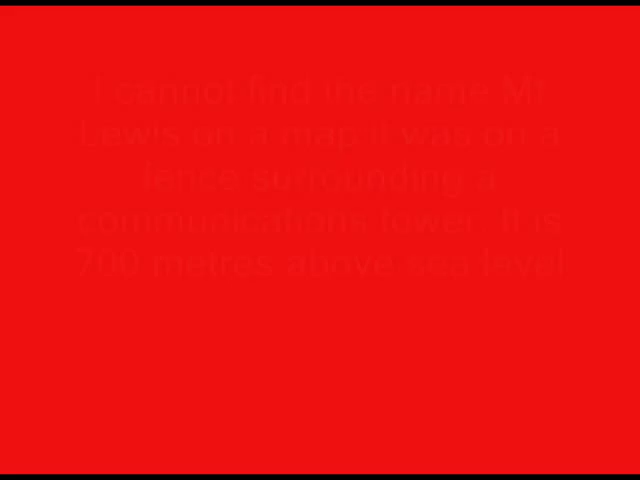 I cannot find the name Mt
Lewis on a map it was on a
fence surrounding a
communications tower. It is
700 metres above sea level